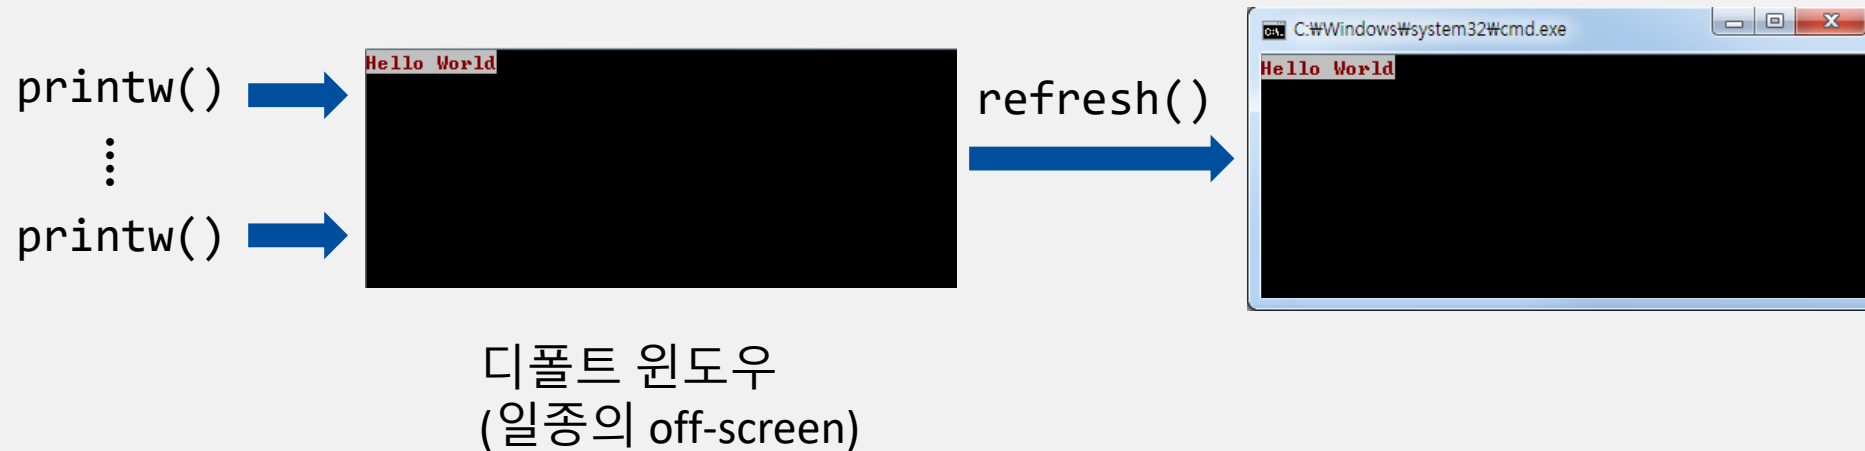 printw()
printw()
Hello World
디폴트 윈도우
(일종의 off-screen)
refresh()
C:₩Windows₩system32₩cmd.exe
Hello World